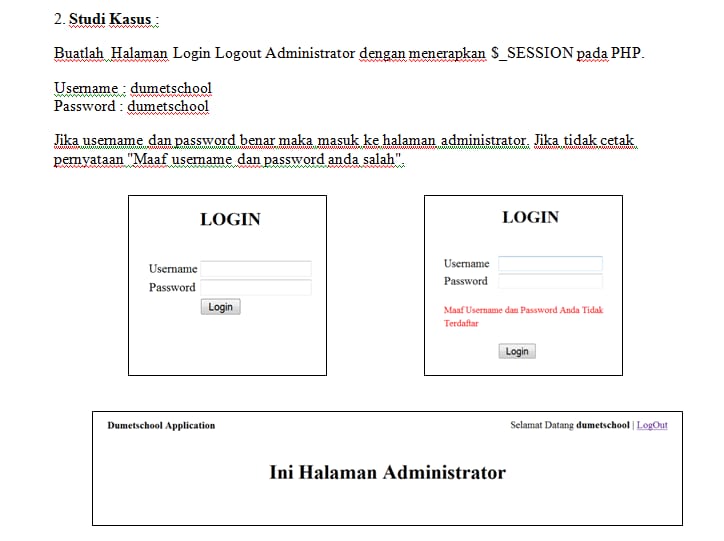 2. Studi Kasus :
Buatlah Halaman Login Logout Administrator dengan menerapkan $_SESSION pada PHP.
Username : dumetschool
Password : dumetschool
Jika username dan password benar maka masuk ke halaman administrator. Jika tidak cetak
pernyataan "Maaf username dan password anda salah".
LOGIN
Username
Password
Login
LOGIN
Username
Password
Maaf Username dan Password Anda Tidak
Terdaftar
Login
Dumetschool Application
Selamat Datang dumetschool | LogOut
Ini Halaman Administrator